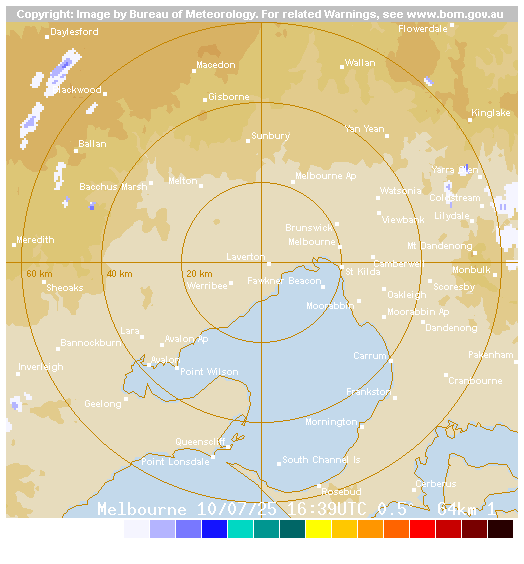 Copyright: Image by Bureau of Meteorology. For related Warnings, see www.bom.gov.au
Daylesford
Flowerdale
Macedon
Wallan
Blackwood
Gisborne
Kinglake
Sunbury
Yan Yean
Ballan
Yarra Glen
Bacchus Marsh
Melton
Melbourne Ap
Watsonia
Coldstream
Viewbank
Lilydale
Brunswick
Meredith
Melbourne
Mt Dandenong
Laverton
Camberwell
60 km
40 km
20 km
St Kilda
Monbulk
Sheoaks
Werribee
Fawkner Beacon
Scoresby
Oakleigh
Moorabbin
Moorabbin Ap
Dandenong
Lara
Avalon Ap
Bannockburn
Avalon
Carrum
Pakenham
Inverleigh
Point Wilson
Cranbourne
Frankston
Geelong
Mornington
Queenscliff
Point Lonsdale
South Channel Is
Rosebud
Cerberus
Melbourne 10/07/25 16:39UTC 0.5° 64km 1